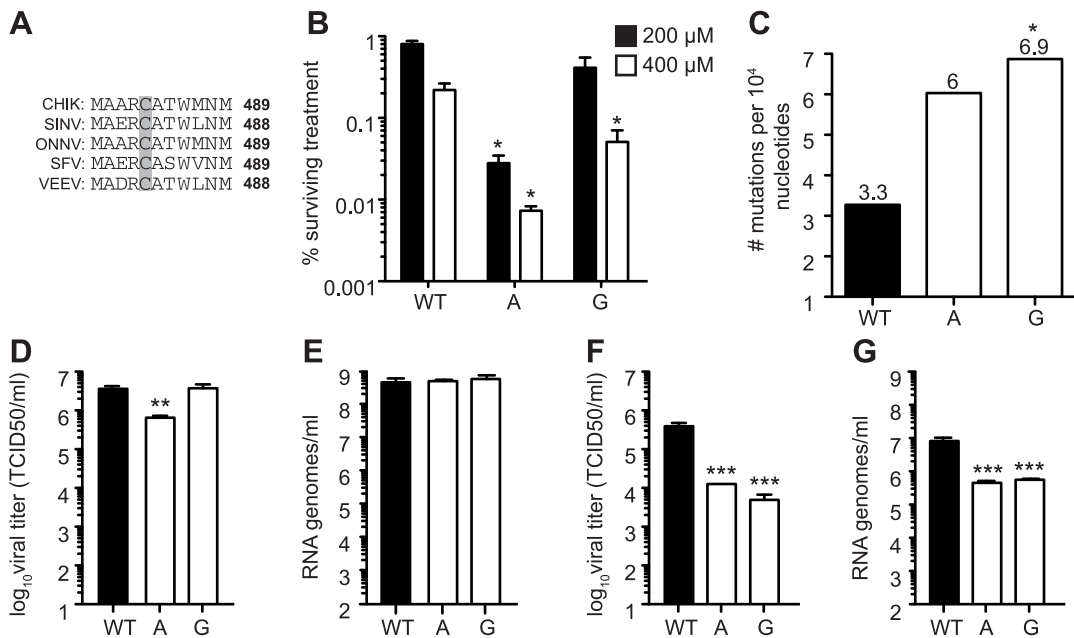 A
CHIK: MAARCATWMNM 489
SINV: MAERCATWLNM 488
ONNV: MAARCATWMNM 489
SFV: MAERCASWVNM 489
VEEV: MADRCATWLNM 488
B
% surviving treatment
1
0.1
0.01
0.001
200 µM
400 µM
* * *
WT A G
C
# mutations per 10⁴
nucleotides
7
6
5
4
3
2
1
3.3
6
*
6.9
WT A G
D
log₁₀viral titer (TCID50/ml)
7
6
5
4
3
2
1
**
WT A G
E
RNA genomes/ml
9
8
7
6
5
4
3
2
WT A G
F
log₁₀viral titer (TCID50/ml)
7
6
5
4
3
2
1
*** ***
WT A G
G
RNA genomes/ml
9
8
7
6
5
4
3
2
*** ***
WT A G